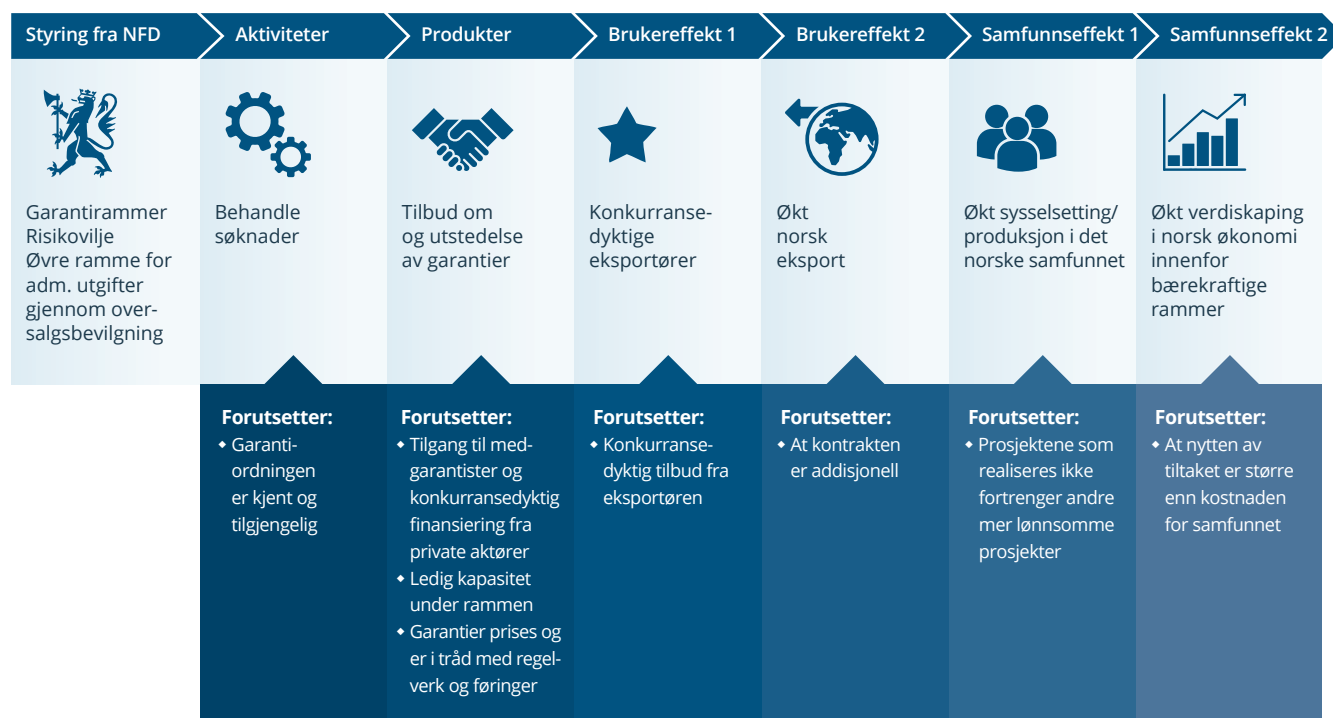 Styring fra NFD
Aktiviteter
Produkter
Brukereffekt 1
Brukereffekt 2
Samfunnseffekt 1
Samfunnseffekt 2
Garantirammer
Risikovilje
Øvre ramme for
adm. utgifter
gjennom over-
salgsbevilgning
Behandle
søknader
Tilbud om
og utstedelse
av garantier
Konkurranse-
dyktige
eksportører
Økt
norsk
eksport
Økt sysselsetting/
produksjon i det
norske samfunnet
Økt verdiskaping
i norsk økonomi
innenfor
bærekraftige
rammer
Forutsetter:
◆ Garanti-
ordningen
er kjent og
tilgjengelig
Forutsetter:
◆ Tilgang til med-
garantister og
konkurransedyktig
finansiering fra
private aktører
◆ Ledig kapasitet
under rammen
◆ Garantier prises og
er i tråd med regel-
verk og føringer
Forutsetter:
◆ Konkurranse-
dyktig tilbud fra
eksportøren
Forutsetter:
◆ At kontrakten
er addisjonell
Forutsetter:
◆ Prosjektene som
realiseres ikke
fortrenger andre
mer lønnsomme
prosjekter
Forutsetter:
◆ At nytten av
tiltaket er større
enn kostnaden
for samfunnet